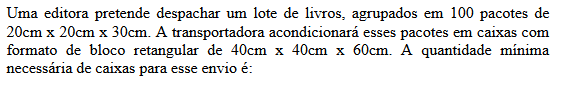 Uma editora pretende despachar um lote de livros, agrupados em 100 pacotes de
20cm x 20cm x 30cm. A transportadora acondicionará esses pacotes em caixas com
formato de bloco retangular de 40cm x 40cm x 60cm. A quantidade mínima
necessária de caixas para esse envio é: